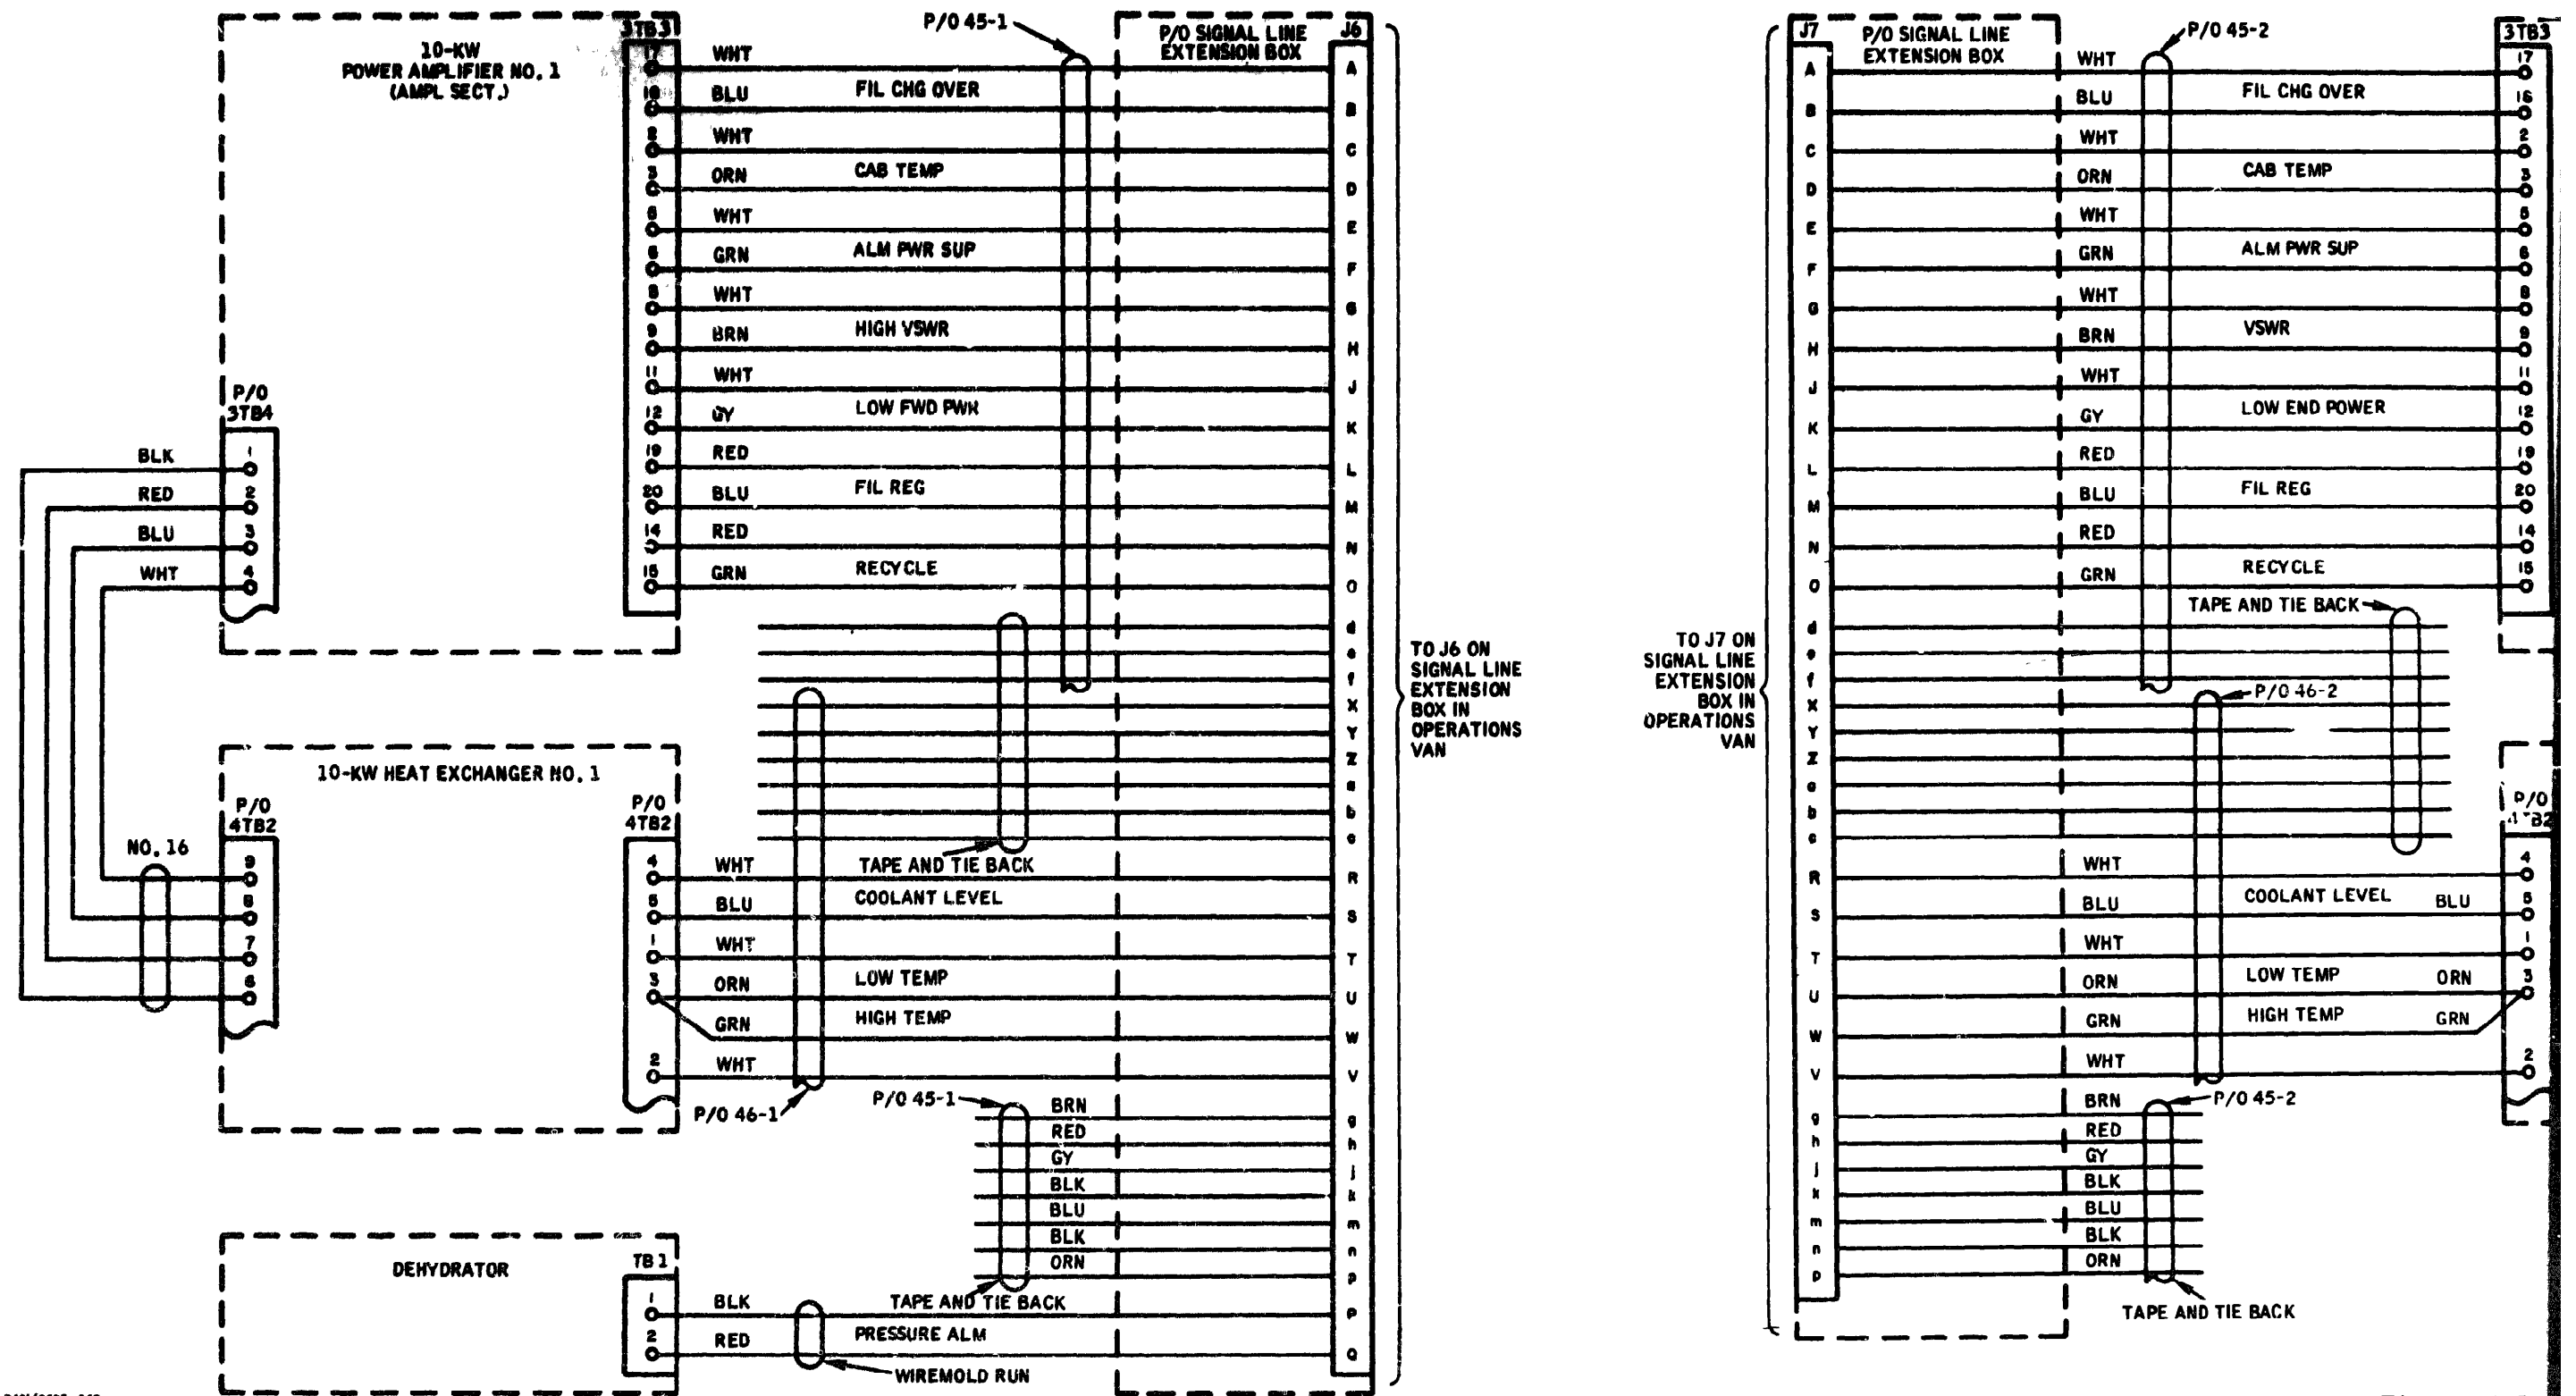 10-KW
POWER AMPLIFIER NO. 1
(AMPL SECT.)
3TB3
17 WHT
16 BLU FIL CHG OVER
2 WHT
3 ORN CAB TEMP
5 WHT
6 GRN ALM PWR SUP
8 WHT
9 BRN HIGH VSWR
11 WHT
12 GY LOW FWD PWR
19 RED
20 BLU FIL REG
14 RED
15 GRN RECYCLE
P/O 45-1
P/O SIGNAL LINE
EXTENSION BOX
J6
A
B
C
D
E
F
G
H
J
K
L
M
N
O
d
e
f
X
Y
Z
a
b
c
R
S
T
U
W
V
g
h
j
k
m
n
p
P
Q
P/O
3TB4
BLK 1
RED 2
BLU 3
WHT 4
10-KW HEAT EXCHANGER NO. 1
P/O
4TB2
NO. 16
9
8
7
6
P/O
4TB2
4 WHT
5 BLU COOLANT LEVEL
1 WHT
3 ORN LOW TEMP
GRN HIGH TEMP
2 WHT
TAPE AND TIE BACK
P/O 46-1
P/O 45-1
BRN
RED
GY
BLK
BLU
BLK
ORN
TAPE AND TIE BACK
DEHYDRATOR
TB1
1 BLK
2 RED PRESSURE ALM
WIREMOLD RUN
TO J6 ON
SIGNAL LINE
EXTENSION
BOX IN
OPERATIONS
VAN
TO J7 ON
SIGNAL LINE
EXTENSION
BOX IN
OPERATIONS
VAN
J7
P/O SIGNAL LINE
EXTENSION BOX
P/O 45-2
3TB3
A WHT 17
B BLU FIL CHG OVER 16
C WHT 2
D ORN CAB TEMP 3
E WHT 5
F GRN ALM PWR SUP 6
G WHT 8
H BRN VSWR 9
J WHT 11
K GY LOW END POWER 12
L RED 19
M BLU FIL REG 20
N RED 14
O GRN RECYCLE 15
TAPE AND TIE BACK
d
e
f
X
Y
Z
a
b
c
P/O 46-2
P/O
4TB2
R WHT 4
S BLU COOLANT LEVEL BLU 5
T WHT 1
U ORN LOW TEMP ORN 3
W GRN HIGH TEMP GRN
V WHT 2
P/O 45-2
g BRN
h RED
j GY
k BLK
m BLU
n BLK
p ORN
TAPE AND TIE BACK